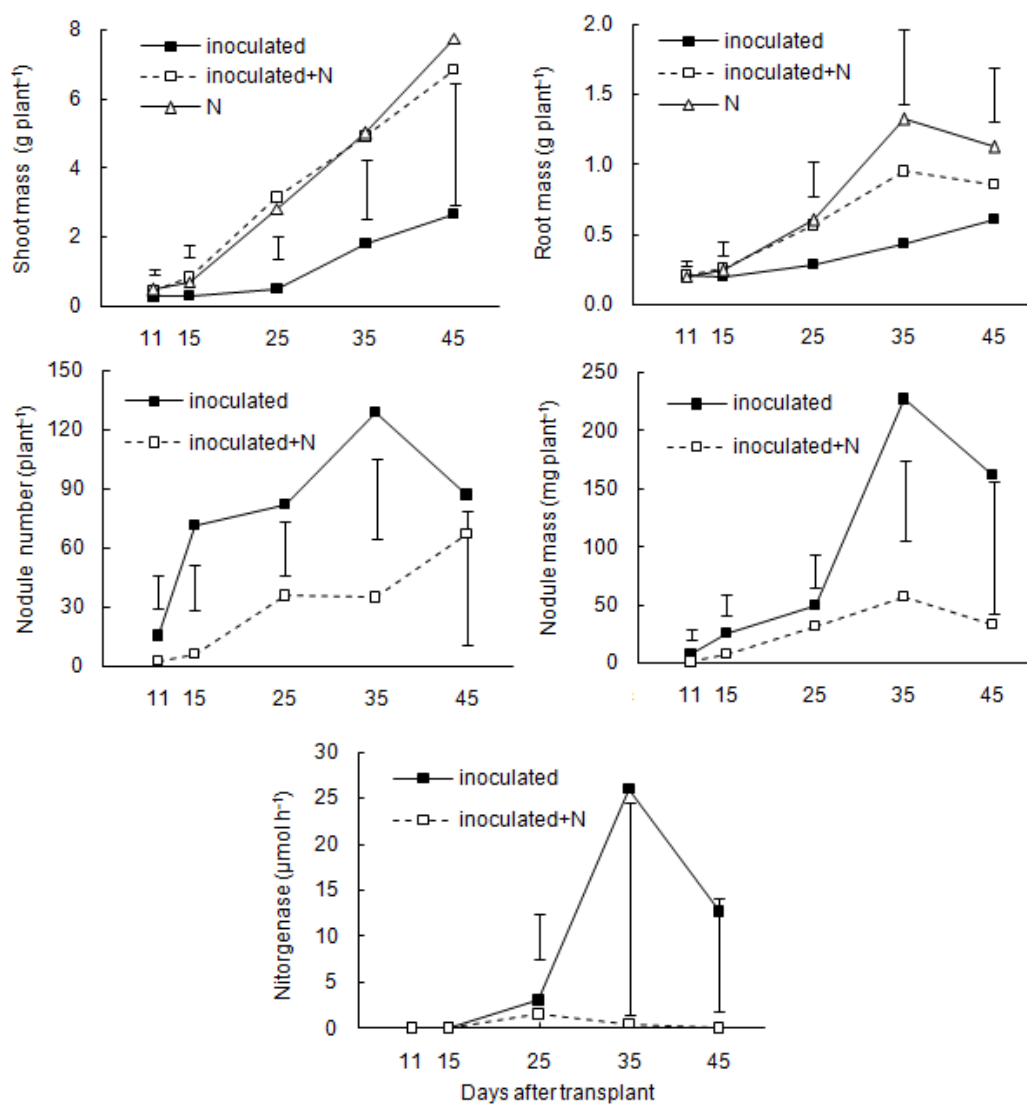 Shoot mass (g plant⁻¹)
8
6
4
2
0
inoculated
inoculated+N
N
11 15 25 35 45
Root mass (g plant⁻¹)
2.0
1.5
1.0
0.5
0.0
inoculated
inoculated+N
N
11 15 25 35 45
Nodule number (plant⁻¹)
150
120
90
60
30
0
inoculated
inoculated+N
11 15 25 35 45
Nodule mass (mg plant⁻¹)
250
200
150
100
50
0
inoculated
inoculated+N
11 15 25 35 45
Nitorgenase (µmol h⁻¹)
30
25
20
15
10
5
0
inoculated
inoculated+N
11 15 25 35 45
Days after transplant